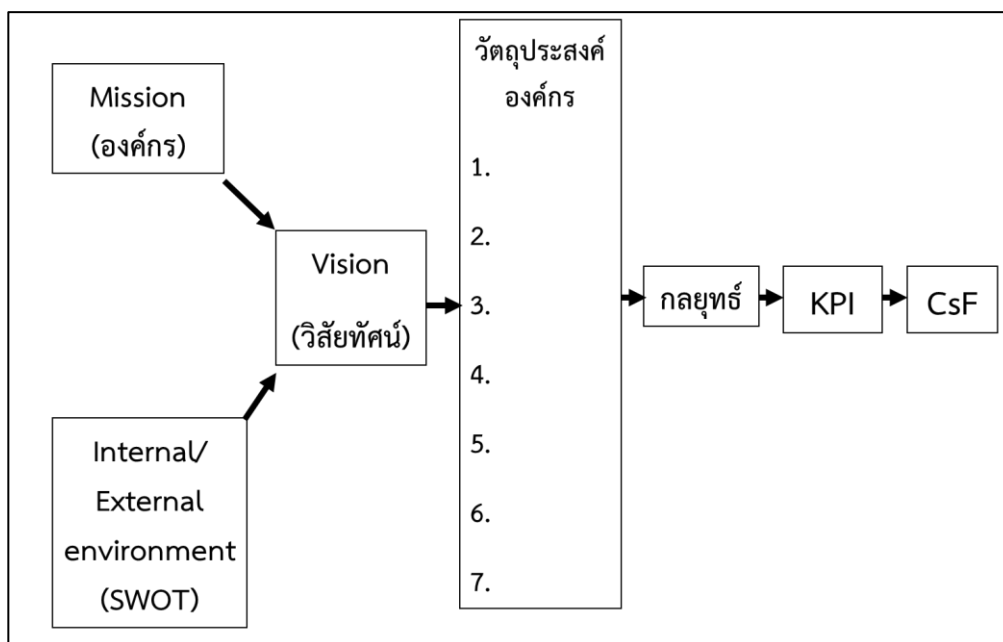 Mission
(องค์กร)
Internal/
External
environment
(SWOT)
Vision
(วิสัยทัศน์)
วัตถุประสงค์
องค์กร
1.
2.
3.
4.
5.
6.
7.
กลยุทธ์
KPI
CsF